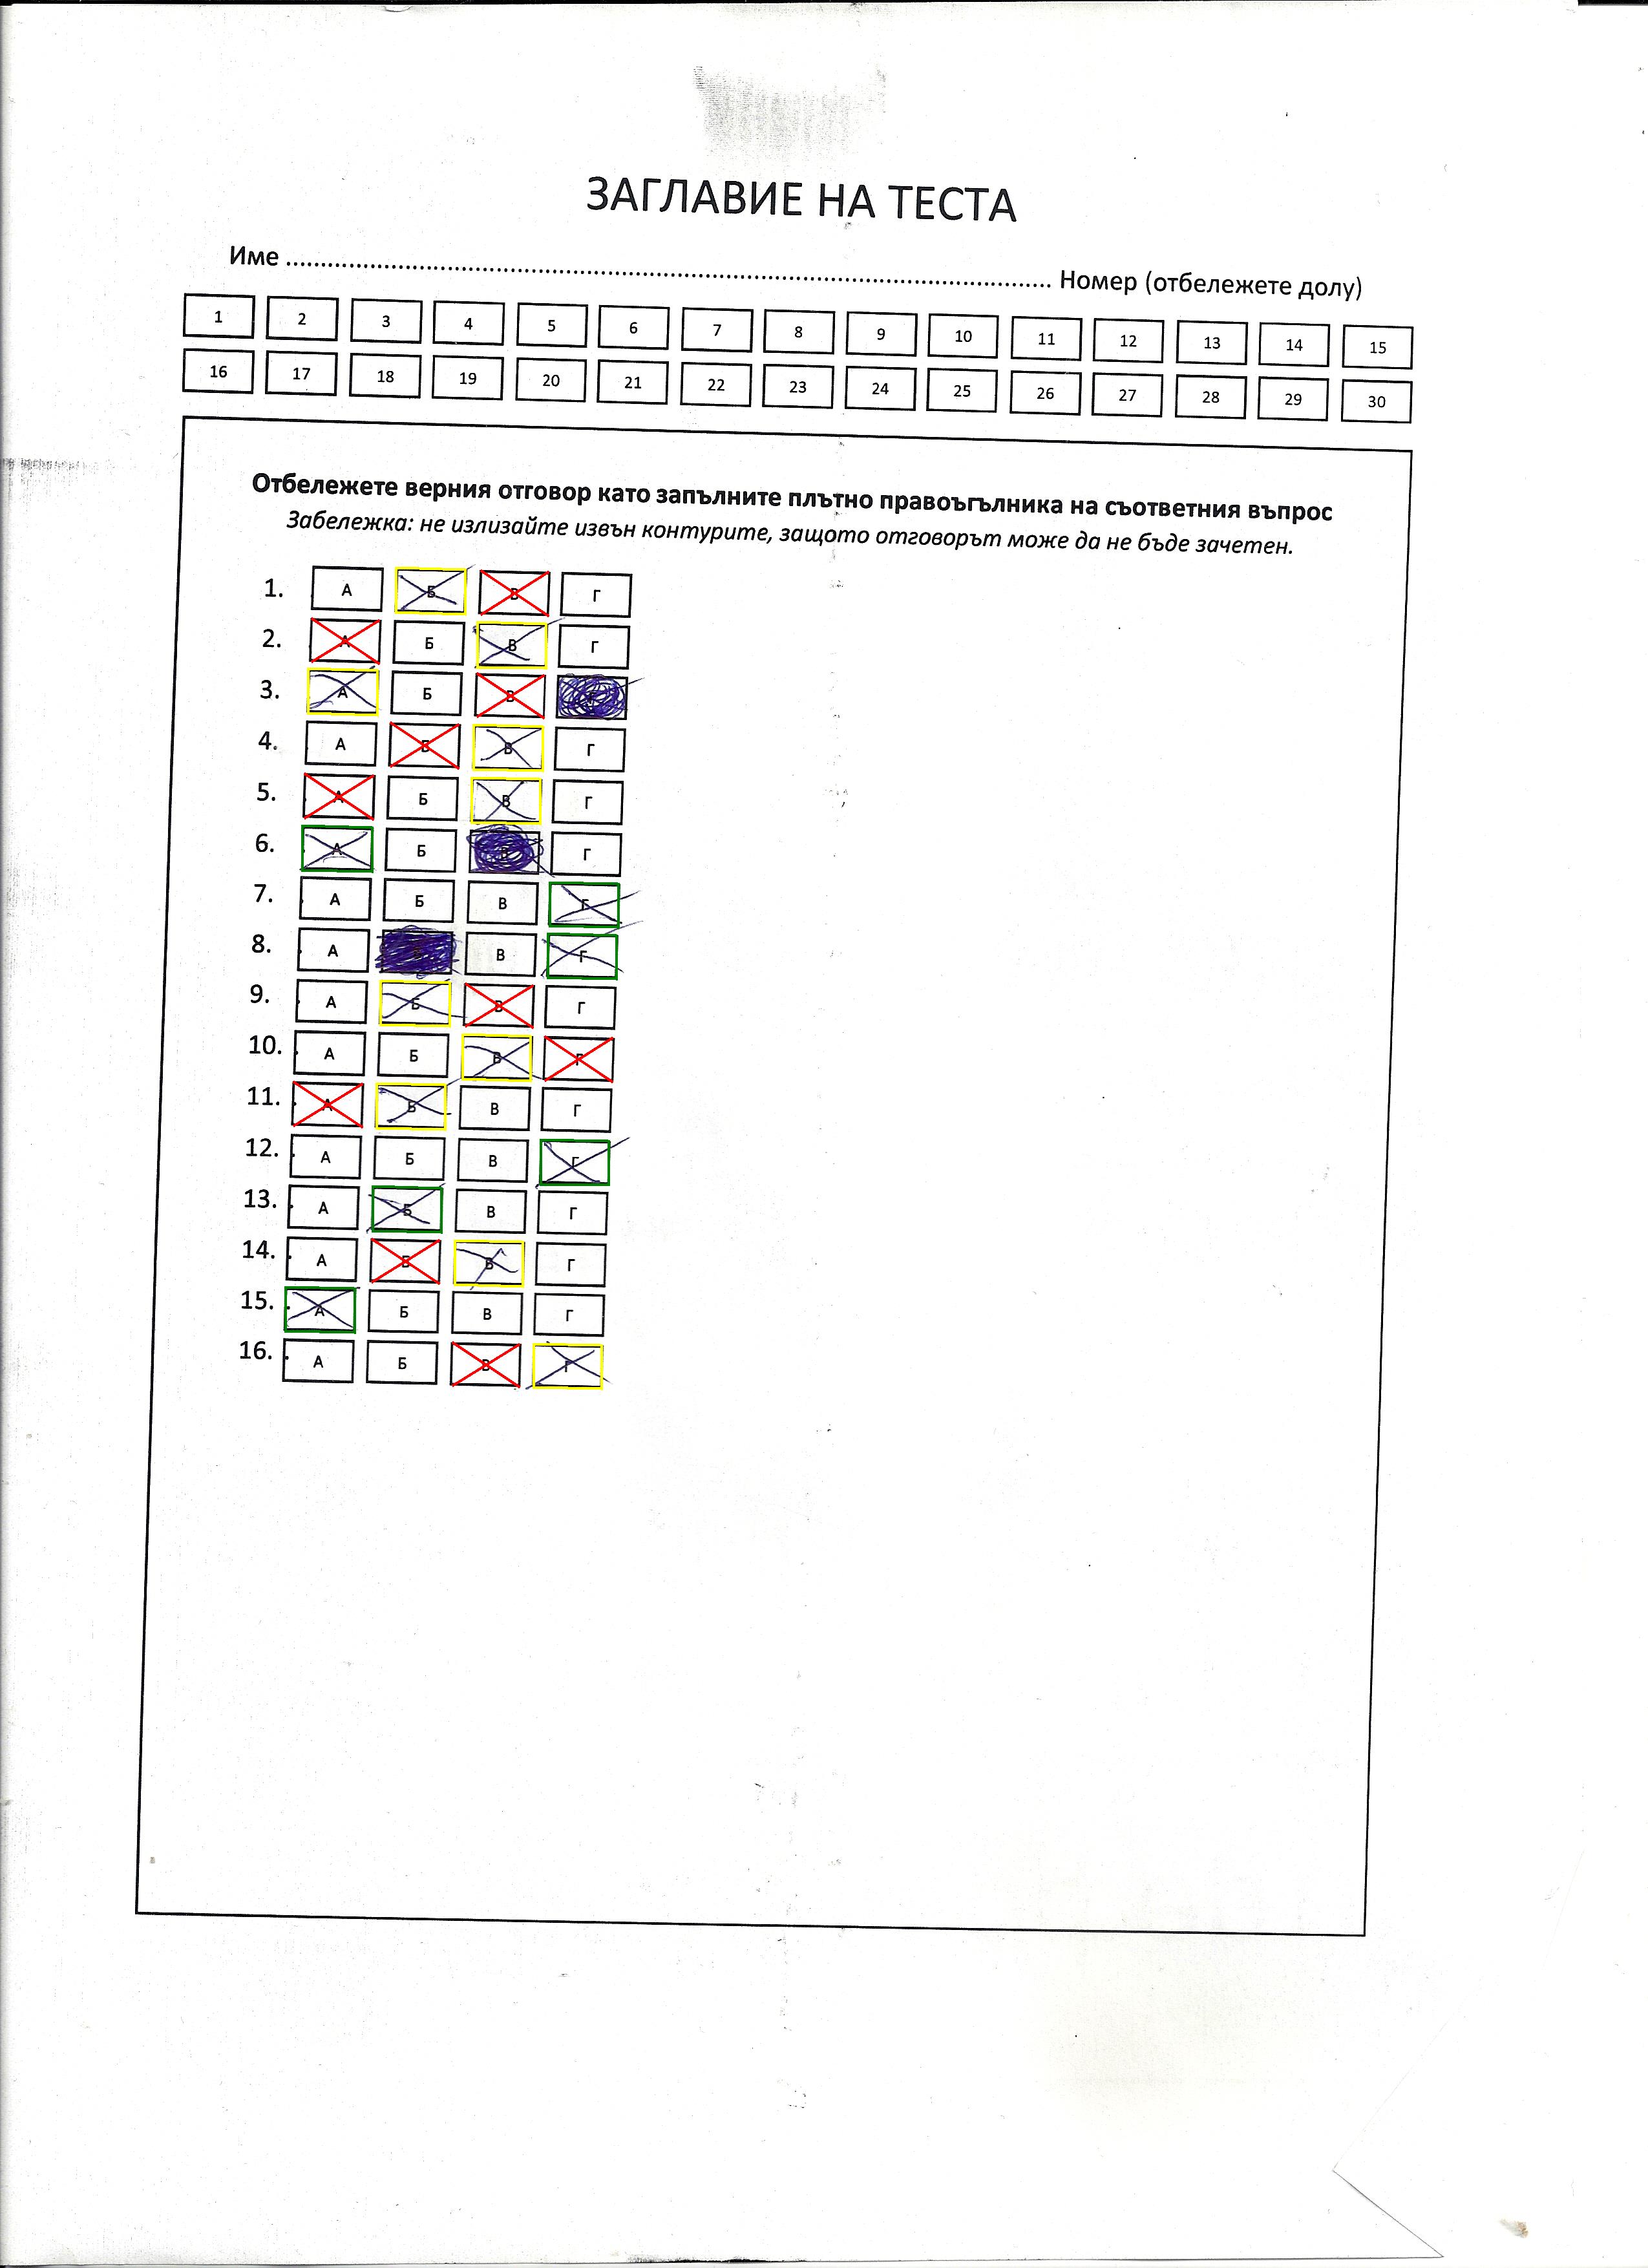 ЗАГЛАВИЕ НА ТЕСТА
Име ................................................................................................................ Номер (отбележете долу)
1 2 3 4 5 6 7 8 9 10 11 12 13 14 15
16 17 18 19 20 21 22 23 24 25 26 27 28 29 30
Отбележете верния отговор като запълните плътно правоъгълника на съответния въпрос
Забележка: не излизайте извън контурите, защото отговорът може да не бъде зачетен.
1. А Б В Г
2. А Б В Г
3. А Б В
4. А Б В Г
5. А Б В Г
6. А Б Г
7. А Б В Г
8. А В Г
9. А Б В Г
10. А Б В Г
11. А Б В Г
12. А Б В Г
13. А Б В Г
14. А Б В Г
15. А Б В Г
16. А Б В Г